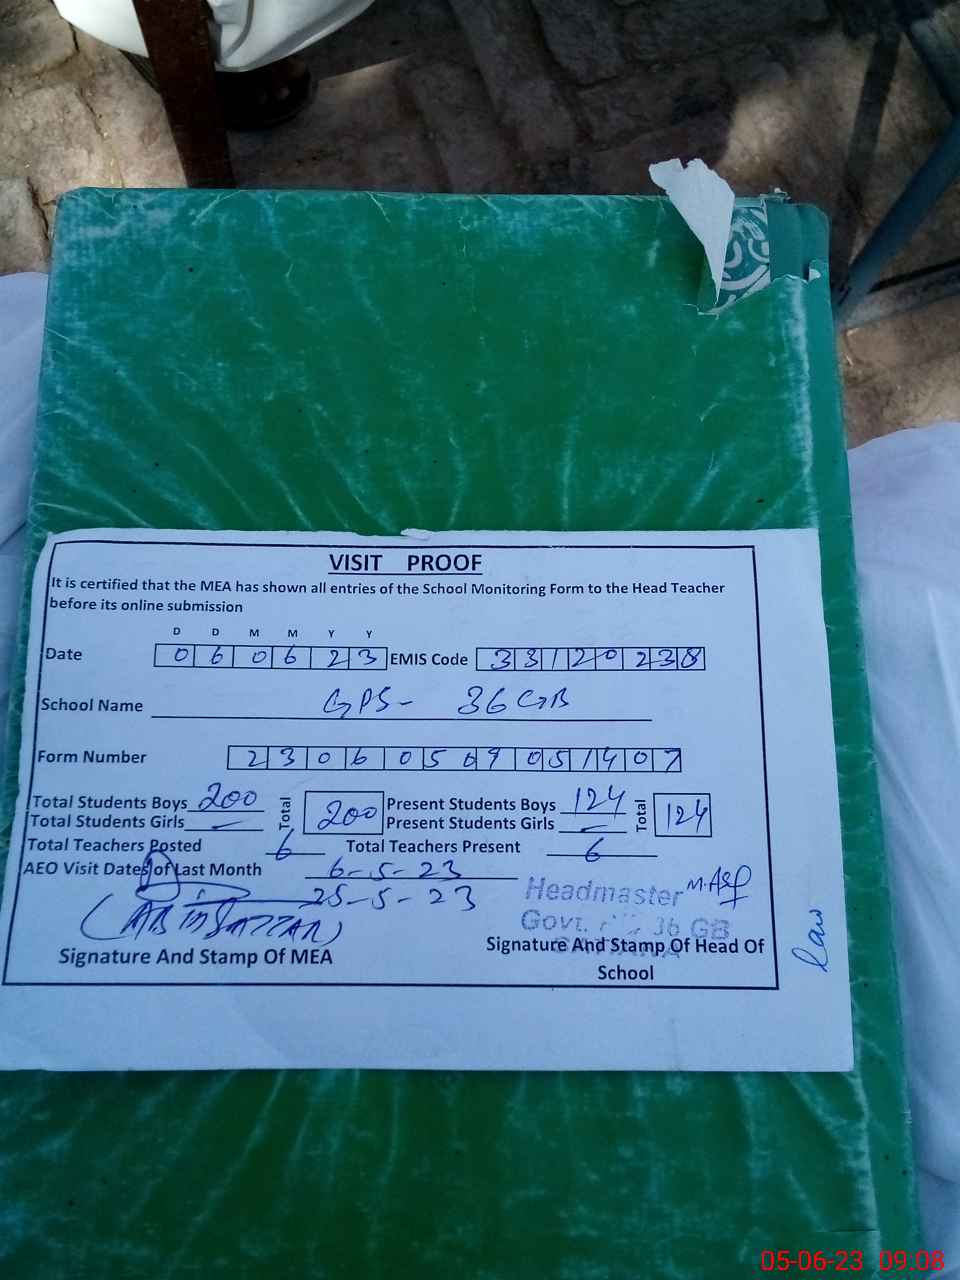 VISIT PROOF
It is certified that the MEA has shown all entries of the School Monitoring Form to the Head Teacher
before its online submission
D D M M Y Y
Date 0 6 0 6 2 3 EMIS Code 3 3 1 2 0 2 3 8
School Name GPS- 36 GB
Form Number 2 3 0 6 0 5 0 9 0 5 1 4 0 7
Total Students Boys 200 Total 200 Present Students Boys 124 Total 124
Total Students Girls — Present Students Girls —
Total Teachers Posted 6 Total Teachers Present 6
AEO Visit Dates of Last Month 6-5-23
25-5-23
Headmaster
Govt. 36 GB
Signature And Stamp Of MEA
Signature And Stamp Of Head Of
School
05-06-23 09:08